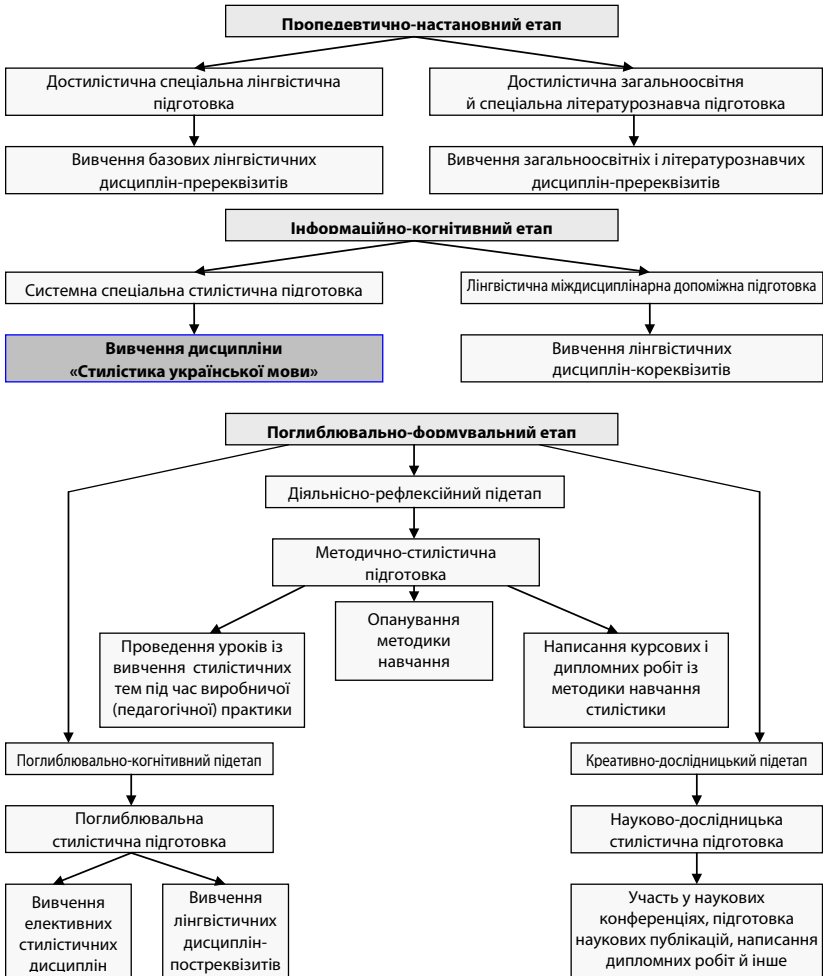 Пропедевтично-настановний етап
Достилістична спеціальна лінгвістична
підготовка
Достилістична загальноосвітня
й спеціальна літературознавча підготовка
Вивчення базових лінгвістичних
дисциплін-пререквізитів
Вивчення загальноосвітніх і літературознавчих
дисциплін-пререквізитів
Інформаційно-когнітивний етап
Системна спеціальна стилістична підготовка
Лінгвістична міждисциплінарна допоміжна підготовка
Вивчення дисципліни
«Стилістика української мови»
Вивчення лінгвістичних
дисциплін-кореквізитів
Поглиблювально-формувальний етап
Діяльнісно-рефлексійний підетап
Методично-стилістична
підготовка
Проведення уроків із
вивчення стилістичних
тем під час виробничої
(педагогічної) практики
Опанування
методики
навчання
Написання курсових і
дипломних робіт із
методики навчання
стилістики
Поглиблювально-когнітивний підетап
Креативно-дослідницький підетап
Поглиблювальна
стилістична підготовка
Науково-дослідницька
стилістична підготовка
Вивчення
елективних
стилістичних
дисциплін
Вивчення
лінгвістичних
дисциплін-
постреквізитів
Участь у наукових
конференціях, підготовка
наукових публікацій, написання
дипломних робіт й інше